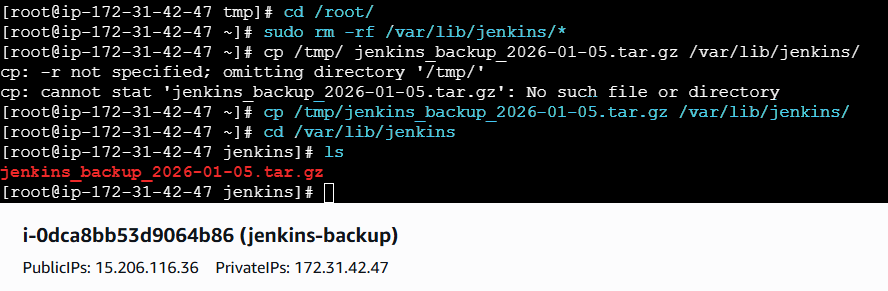 [root@ip-172-31-42-47 tmp]# cd /root/
[root@ip-172-31-42-47 ~]# sudo rm -rf /var/lib/jenkins/*
[root@ip-172-31-42-47 ~]# cp /tmp/ jenkins_backup_2026-01-05.tar.gz /var/lib/jenkins/
cp: -r not specified; omitting directory '/tmp/'
cp: cannot stat 'jenkins_backup_2026-01-05.tar.gz': No such file or directory
[root@ip-172-31-42-47 ~]# cp /tmp/jenkins_backup_2026-01-05.tar.gz /var/lib/jenkins/
[root@ip-172-31-42-47 ~]# cd /var/lib/jenkins
[root@ip-172-31-42-47 jenkins]# ls
jenkins_backup_2026-01-05.tar.gz
[root@ip-172-31-42-47 jenkins]#
i-0dca8bb53d9064b86 (jenkins-backup)
PublicIPs: 15.206.116.36 PrivateIPs: 172.31.42.47